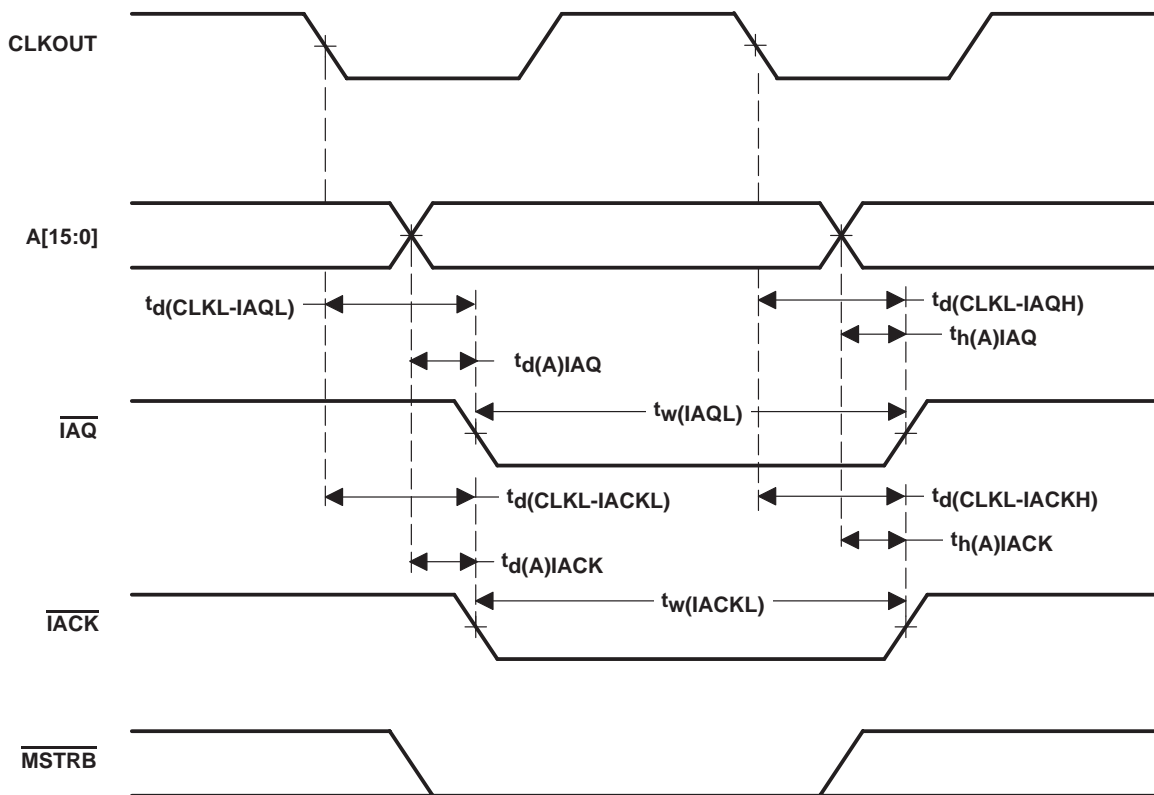 CLKOUT
A[15:0]
td(CLKL-IAQL)
td(CLKL-IAQH)
th(A)IAQ
td(A)IAQ
tw(IAQL)
IAQ
td(CLKL-IACKL)
td(CLKL-IACKH)
th(A)IACK
td(A)IACK
tw(IACKL)
IACK
MSTRB